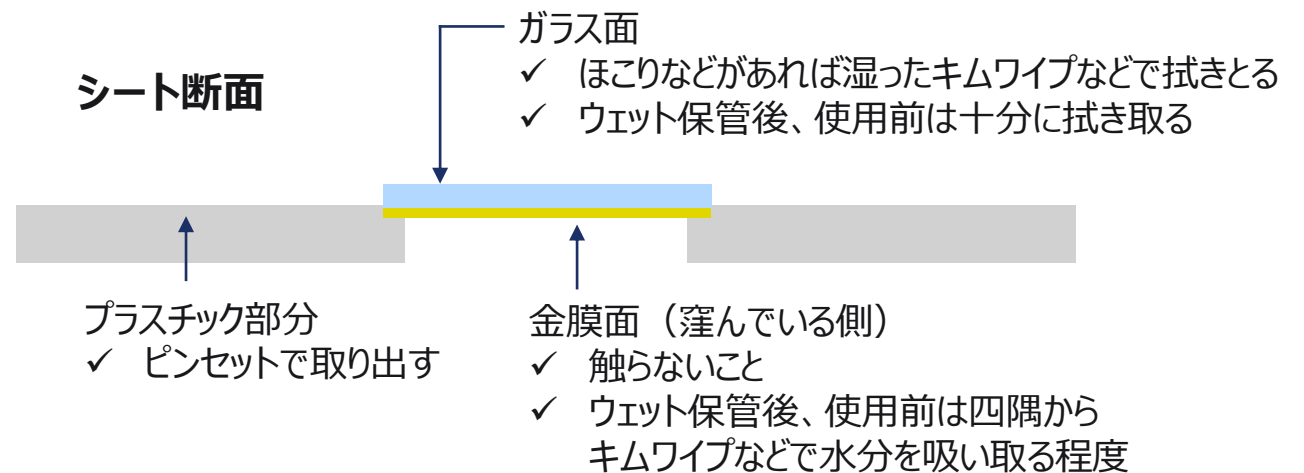 シート断面
ガラス面
✓ ほこりなどがあれば湿ったキムワイプなどで拭きとる
✓ ウェット保管後、使用前は十分に拭き取る
プラスチック部分
✓ ピンセットで取り出す
金膜面（窪んでいる側）
✓ 触らないこと
✓ ウェット保管後、使用前は四隅から
キムワイプなどで水分を吸い取る程度